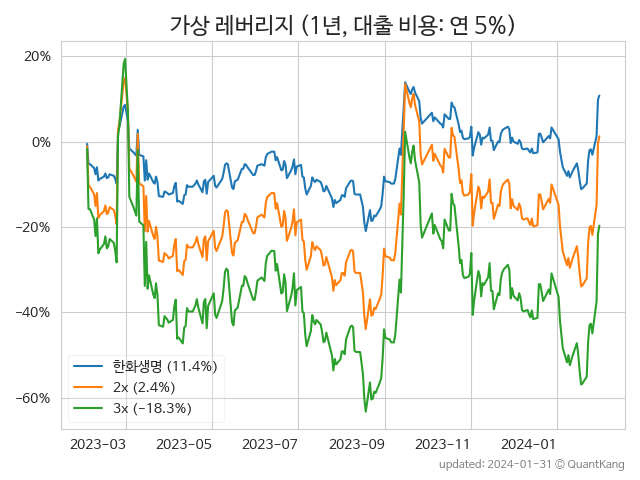 가상 레버리지 (1년, 대출 비용: 연 5%)
20%
0%
−20%
−40%
−60%
한화생명 (11.4%)
2x (2.4%)
3x (−18.3%)
2023-03 2023-05 2023-07 2023-09 2023-11 2024-01
updated: 2024-01-31 © QuantKang